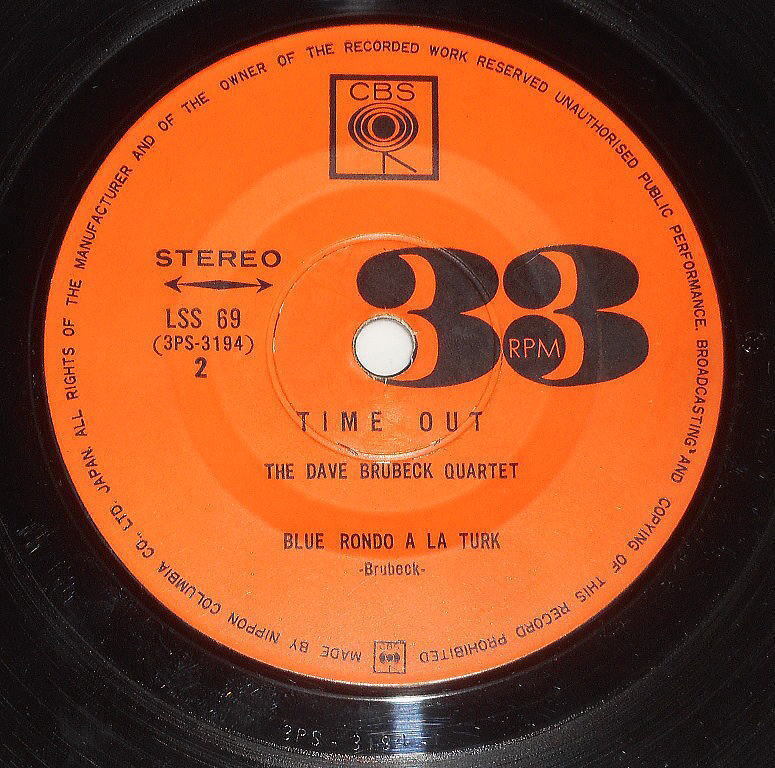 ALL RIGHTS OF THE MANUFACTURER AND OF THE OWNER OF THE RECORDED WORK RESERVED UNAUTHORISED PUBLIC PERFORMANCE, BROADCASTING AND COPYING OF THIS RECORD PROHIBITED
CBS
STEREO
LSS 69
(3PS-3194)
2
33
RPM
TIME OUT
THE DAVE BRUBECK QUARTET
BLUE RONDO A LA TURK
-Brubeck-
MADE BY NIPPON COLUMBIA CO., LTD. JAPAN.
3PS-3194